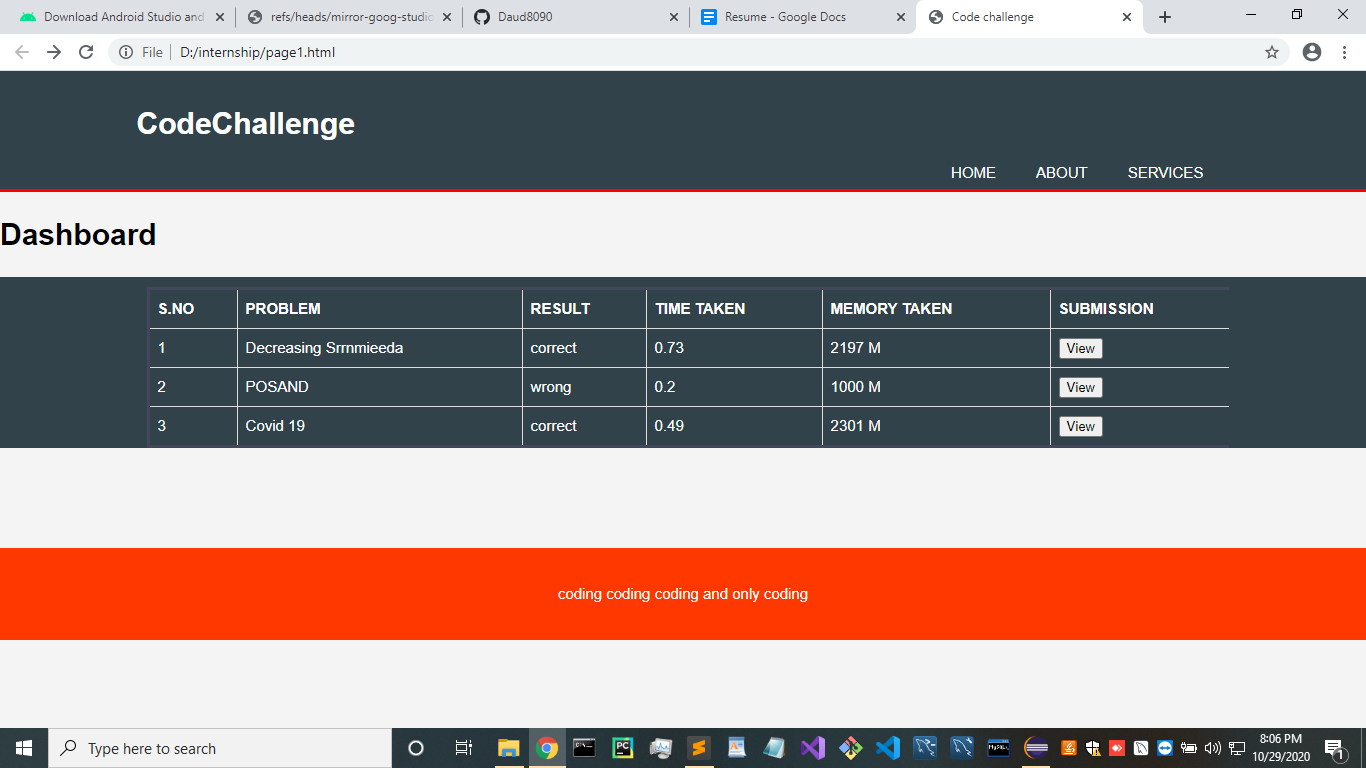 Download Android Studio and
refs/heads/mirror-goog-studio
Daud8090
Resume - Google Docs
Code challenge
File
D:/internship/page1.html
CodeChallenge
HOME ABOUT SERVICES
Dashboard
S.NO PROBLEM RESULT TIME TAKEN MEMORY TAKEN SUBMISSION
1 Decreasing Srrnmieeda correct 0.73 2197 M View
2 POSAND wrong 0.2 1000 M View
3 Covid 19 correct 0.49 2301 M View
coding coding coding and only coding
Type here to search
PC
MySQL
8:06 PM
10/29/2020
1